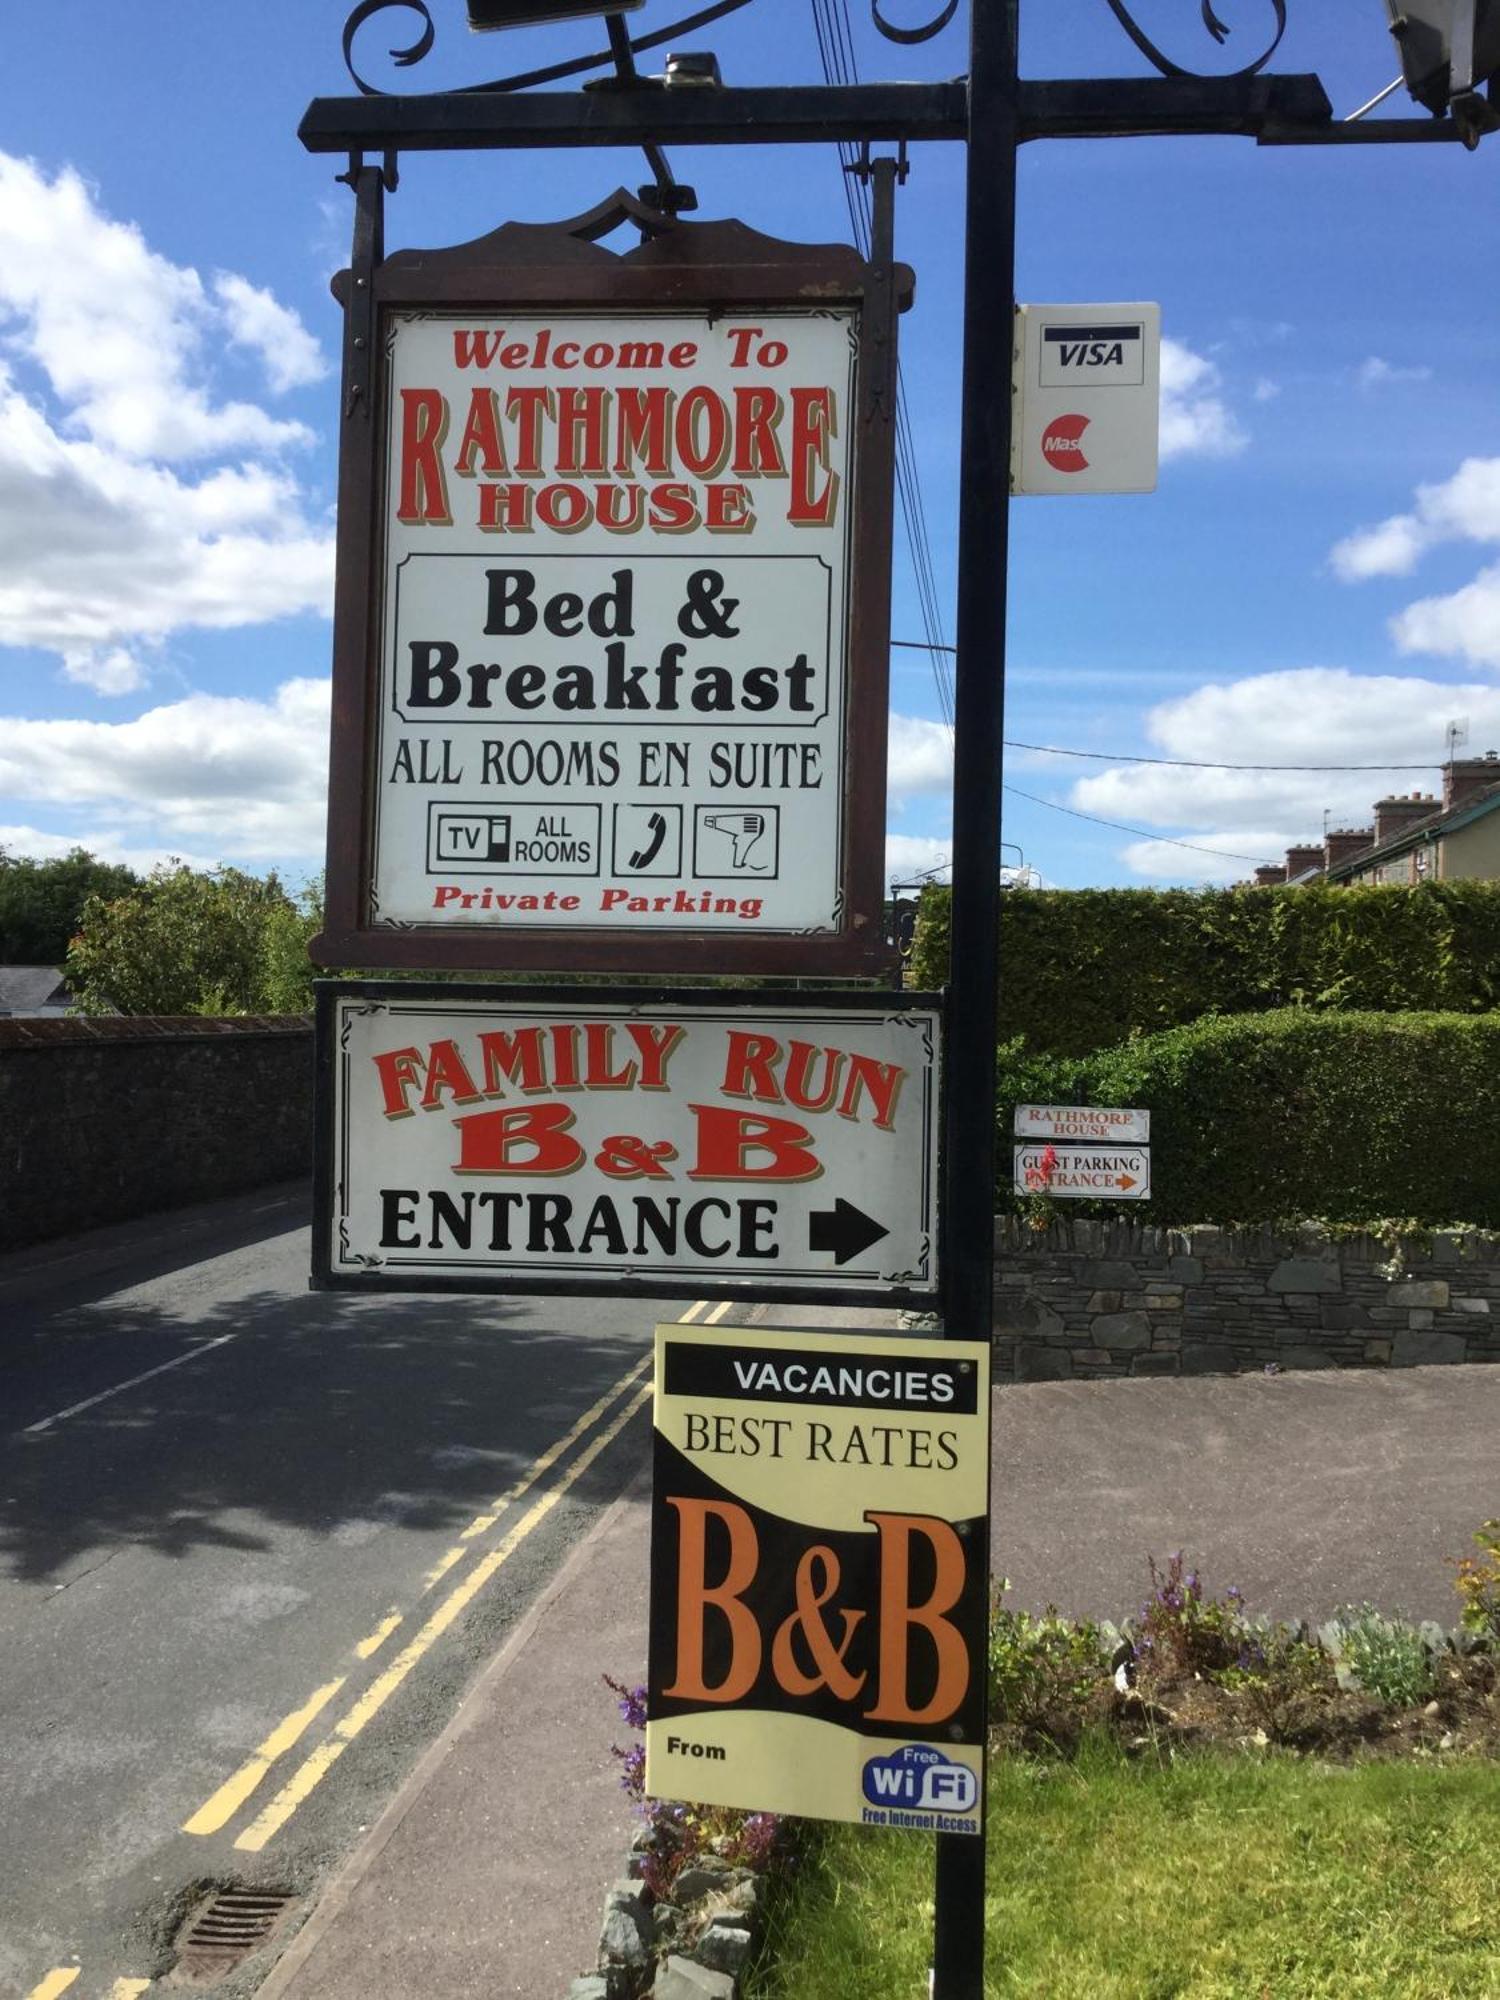 Welcome To
RATHMORE
HOUSE
Bed &
Breakfast
ALL ROOMS EN SUITE
TV ALL
ROOMS
Private Parking
VISA
Mas
FAMILY RUN
B&B
ENTRANCE
RATHMORE
HOUSE
GUEST PARKING
ENTRANCE
VACANCIES
BEST RATES
B&B
From
Free
WiFi
Free Internet Access